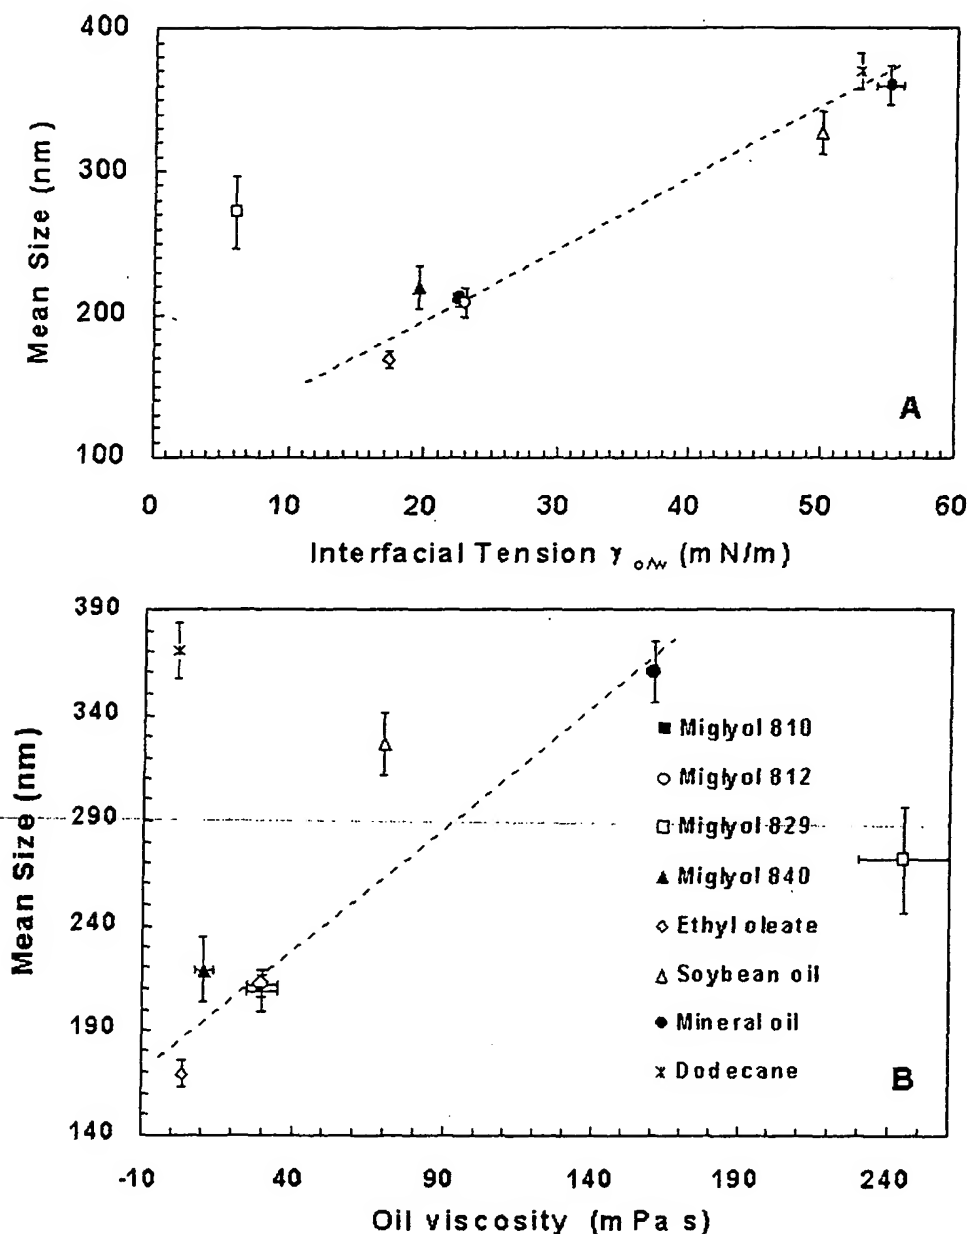 400
300
200
100
Mean Size (nm)
A
0 10 20 30 40 50 60
Interfacial Tension γ o/w (mN/m)
390
340
290
240
190
140
Mean Size (nm)
Miglyol 810
Miglyol 812
Miglyol 829
Miglyol 840
Ethyl oleate
Soybean oil
Mineral oil
Dodecane
B
-10 40 90 140 190 240
Oil viscosity (mPa s)